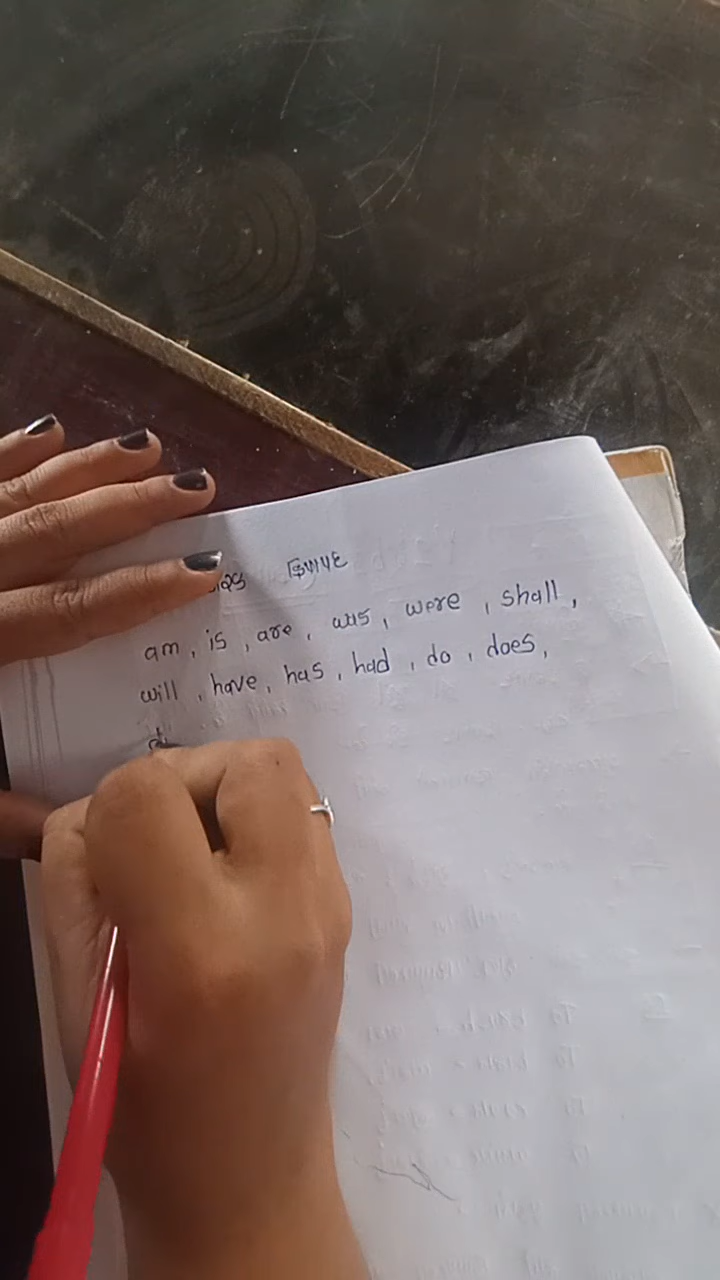 am, is, are, was, were, shall,
will, have, has, had, do, does,